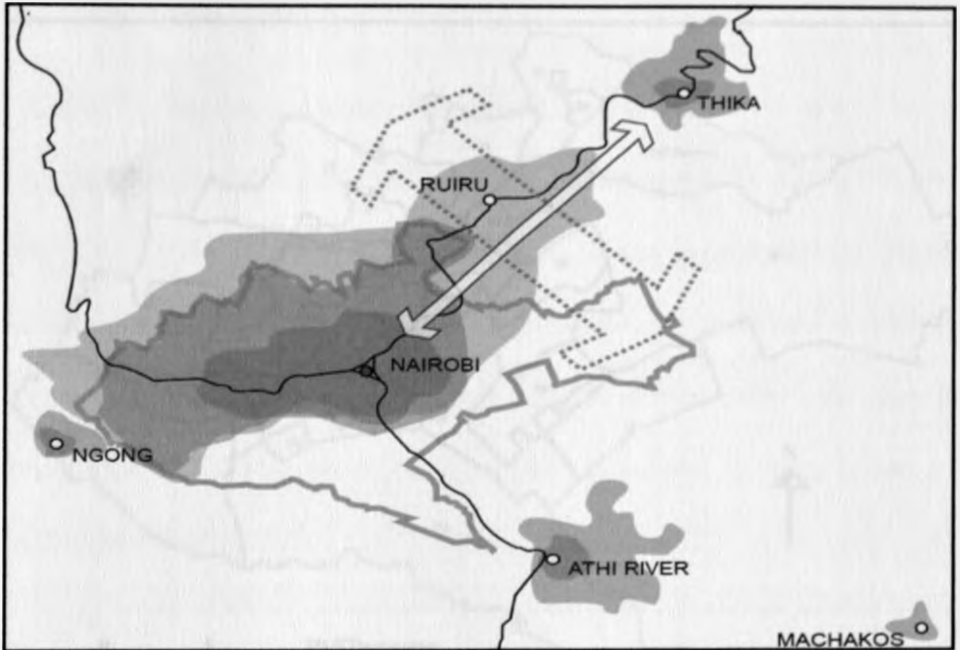 THIKA
RUIRU
NAIROBI
NGONG
ATHI RIVER
MACHAKOS